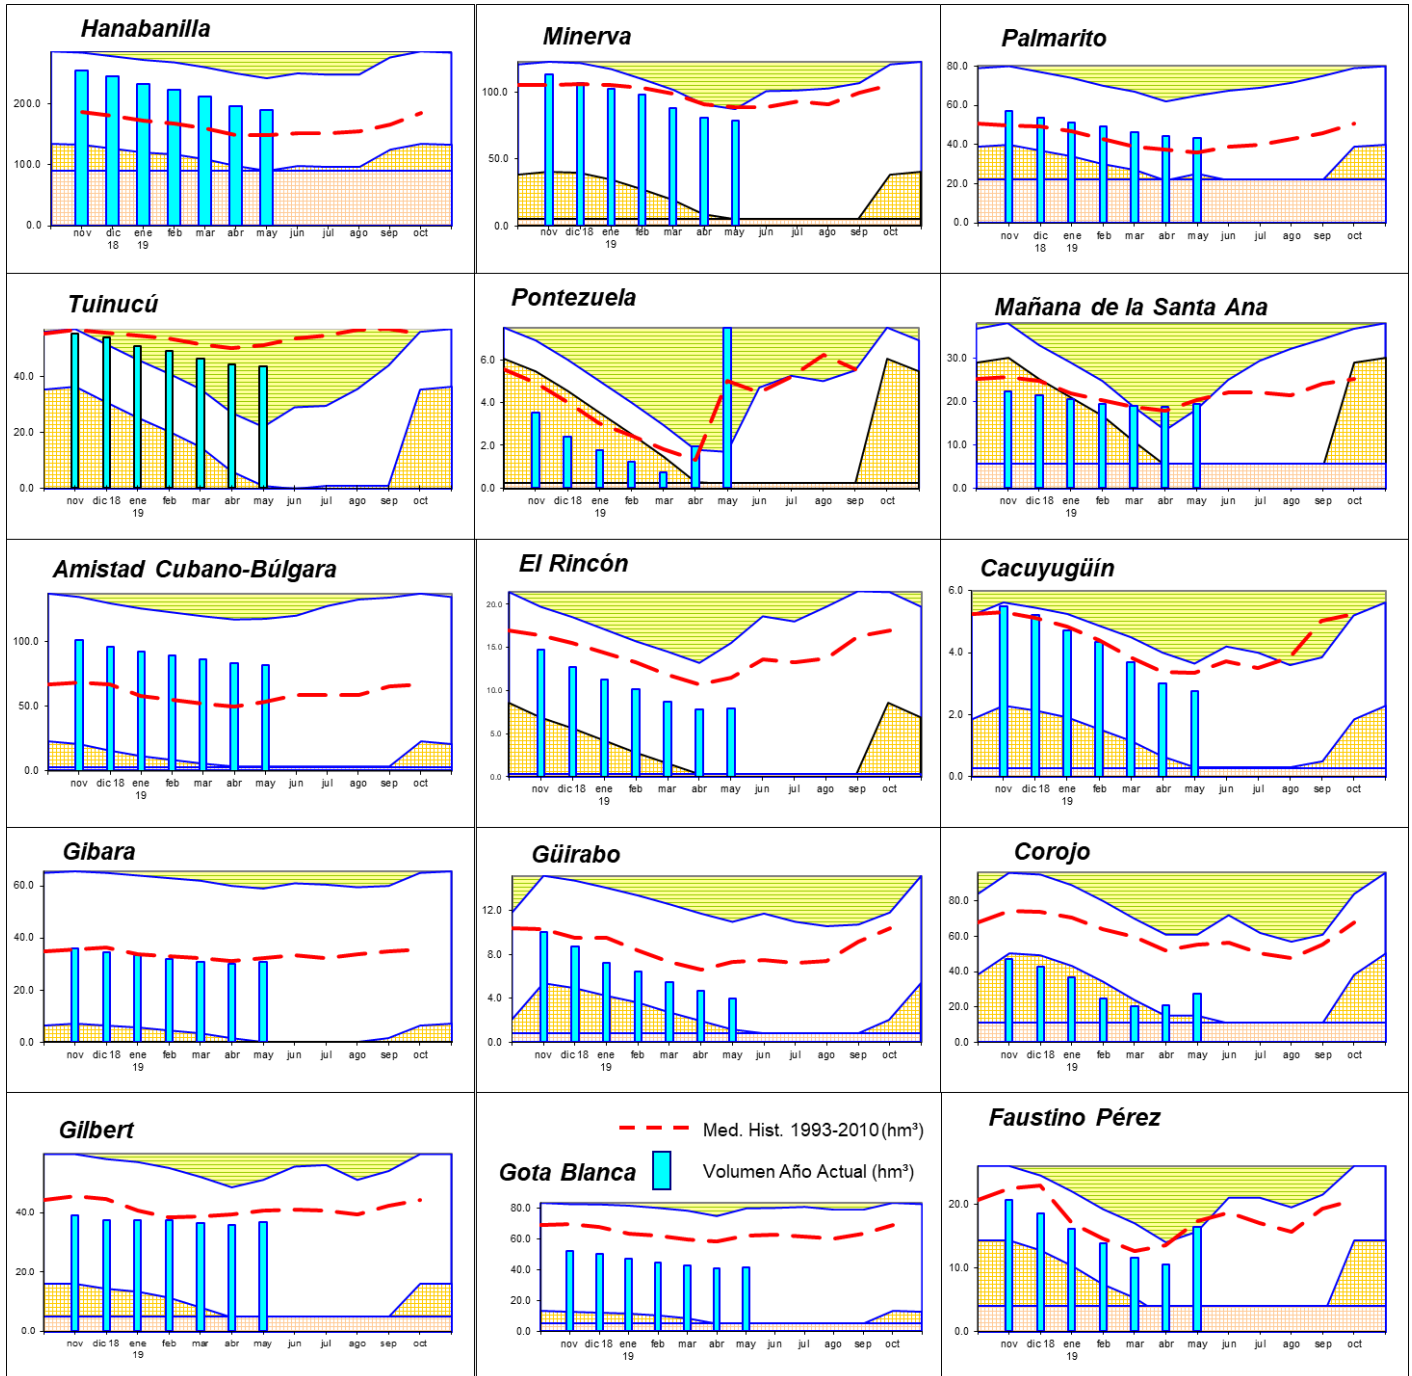 Hanabanilla
200.0
100.0
0.0
nov dic ene feb mar abr may jun jul ago sep oct
18 19
Minerva
100.0
50.0
0.0
nov dic 18 ene feb mar abr may jun jul ago sep oct
19
Palmarito
80.0
60.0
40.0
20.0
0.0
nov dic ene feb mar abr may jun jul ago sep oct
18 19
Tuinucú
40.0
20.0
0.0
nov dic 18 ene feb mar abr may jun jul ago sep oct
19
Pontezuela
6.0
4.0
2.0
0.0
nov dic 18 ene feb mar abr may jun jul ago sep oct
19
Mañana de la Santa Ana
30.0
20.0
10.0
0.0
nov dic 18 ene feb mar abr may jun jul ago sep oct
19
Amistad Cubano-Búlgara
100.0
50.0
0.0
nov dic 18 ene feb mar abr may jun jul ago sep oct
19
El Rincón
20.0
15.0
10.0
5.0
0.0
nov dic 18 ene feb mar abr may jun jul ago sep oct
19
Cacuyugüín
6.0
4.0
2.0
0.0
nov dic 18 ene feb mar abr may jun jul ago sep oct
19
Gibara
60.0
40.0
20.0
0.0
nov dic 18 ene feb mar abr may jun jul ago sep oct
19
Güirabo
12.0
8.0
4.0
0.0
nov dic 18 ene feb mar abr may jun jul ago sep oct
19
Corojo
80.0
60.0
40.0
20.0
0.0
nov dic 18 ene feb mar abr may jun jul ago sep oct
19
Gilbert
40.0
20.0
0.0
nov dic 18 ene feb mar abr may jun jul ago sep oct
19
Med. Hist. 1993-2010(hm³)
Volumen Año Actual (hm³)
Gota Blanca
80.0
60.0
40.0
20.0
0.0
nov dic 18 ene feb mar abr may jun jul ago sep oct
19
Faustino Pérez
20.0
10.0
0.0
nov dic 18 ene feb mar abr may jun jul ago sep oct
19